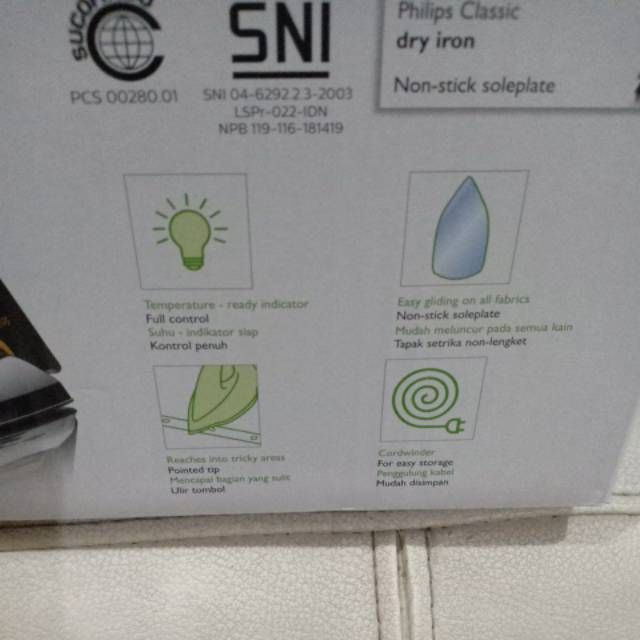 SUCOF
PCS 00280.01
SNI
SNI 04-6292.2.3-2003
LSPr-022-IDN
NPB 119-116-181419
Philips Classic
dry iron
Non-stick soleplate
Temperature - ready indicator
Full control
Suhu - indikator siap
Kontrol penuh
Easy gliding on all fabrics
Non-stick soleplate
Mudah meluncur pada semua kain
Tapak setrika non-lengket
Reaches into tricky areas
Pointed tip
Mencapai bagian yang sulit
Ulir tombol
Cordwinder
For easy storage
Penggulung kabel
Mudah disimpan